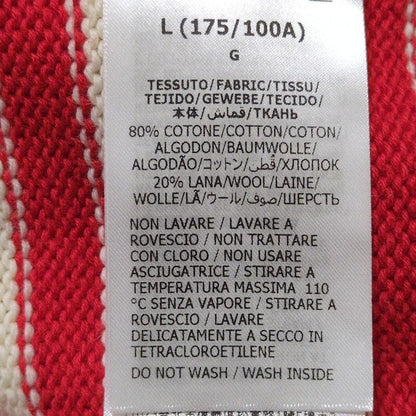 L (175/100A)
G
TESSUTO/FABRIC/TISSU/
TEJIDO/GEWEBE/TECIDO/
本体/قماش/ТКАНЬ
80% COTONE/COTTON/COTON/
ALGODON/BAUMWOLLE/
ALGODÃO/コットン/قُطن/ХЛОПОК
20% LANA/WOOL/LAINE/
WOLLE/LÃ/ウール/صوف/ШЕРСТЬ
NON LAVARE / LAVARE A
ROVESCIO / NON TRATTARE
CON CLORO / NON USARE
ASCIUGATRICE / STIRARE A
TEMPERATURA MASSIMA 110
°C SENZA VAPORE / STIRARE A
ROVESCIO / LAVARE
DELICATAMENTE A SECCO IN
TETRACLOROETILENE
DO NOT WASH / WASH INSIDE